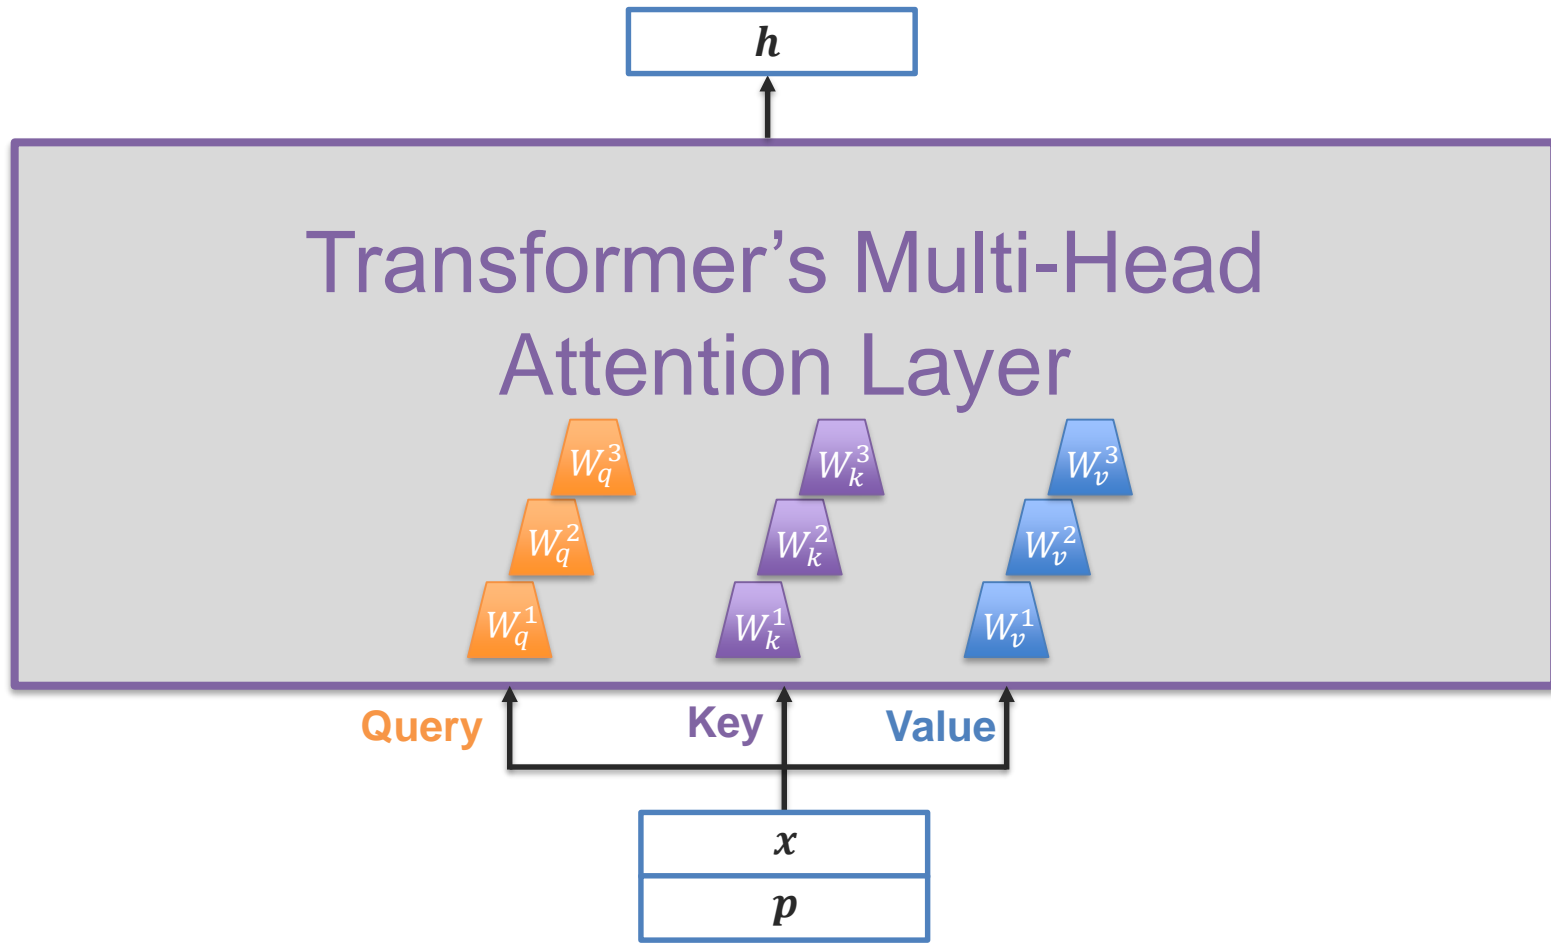 h
Transformer's Multi-Head
Attention Layer
W_q^3 W_k^3 W_v^3
W_q^2 W_k^2 W_v^2
W_q^1 W_k^1 W_v^1
Query Key Value
x
p